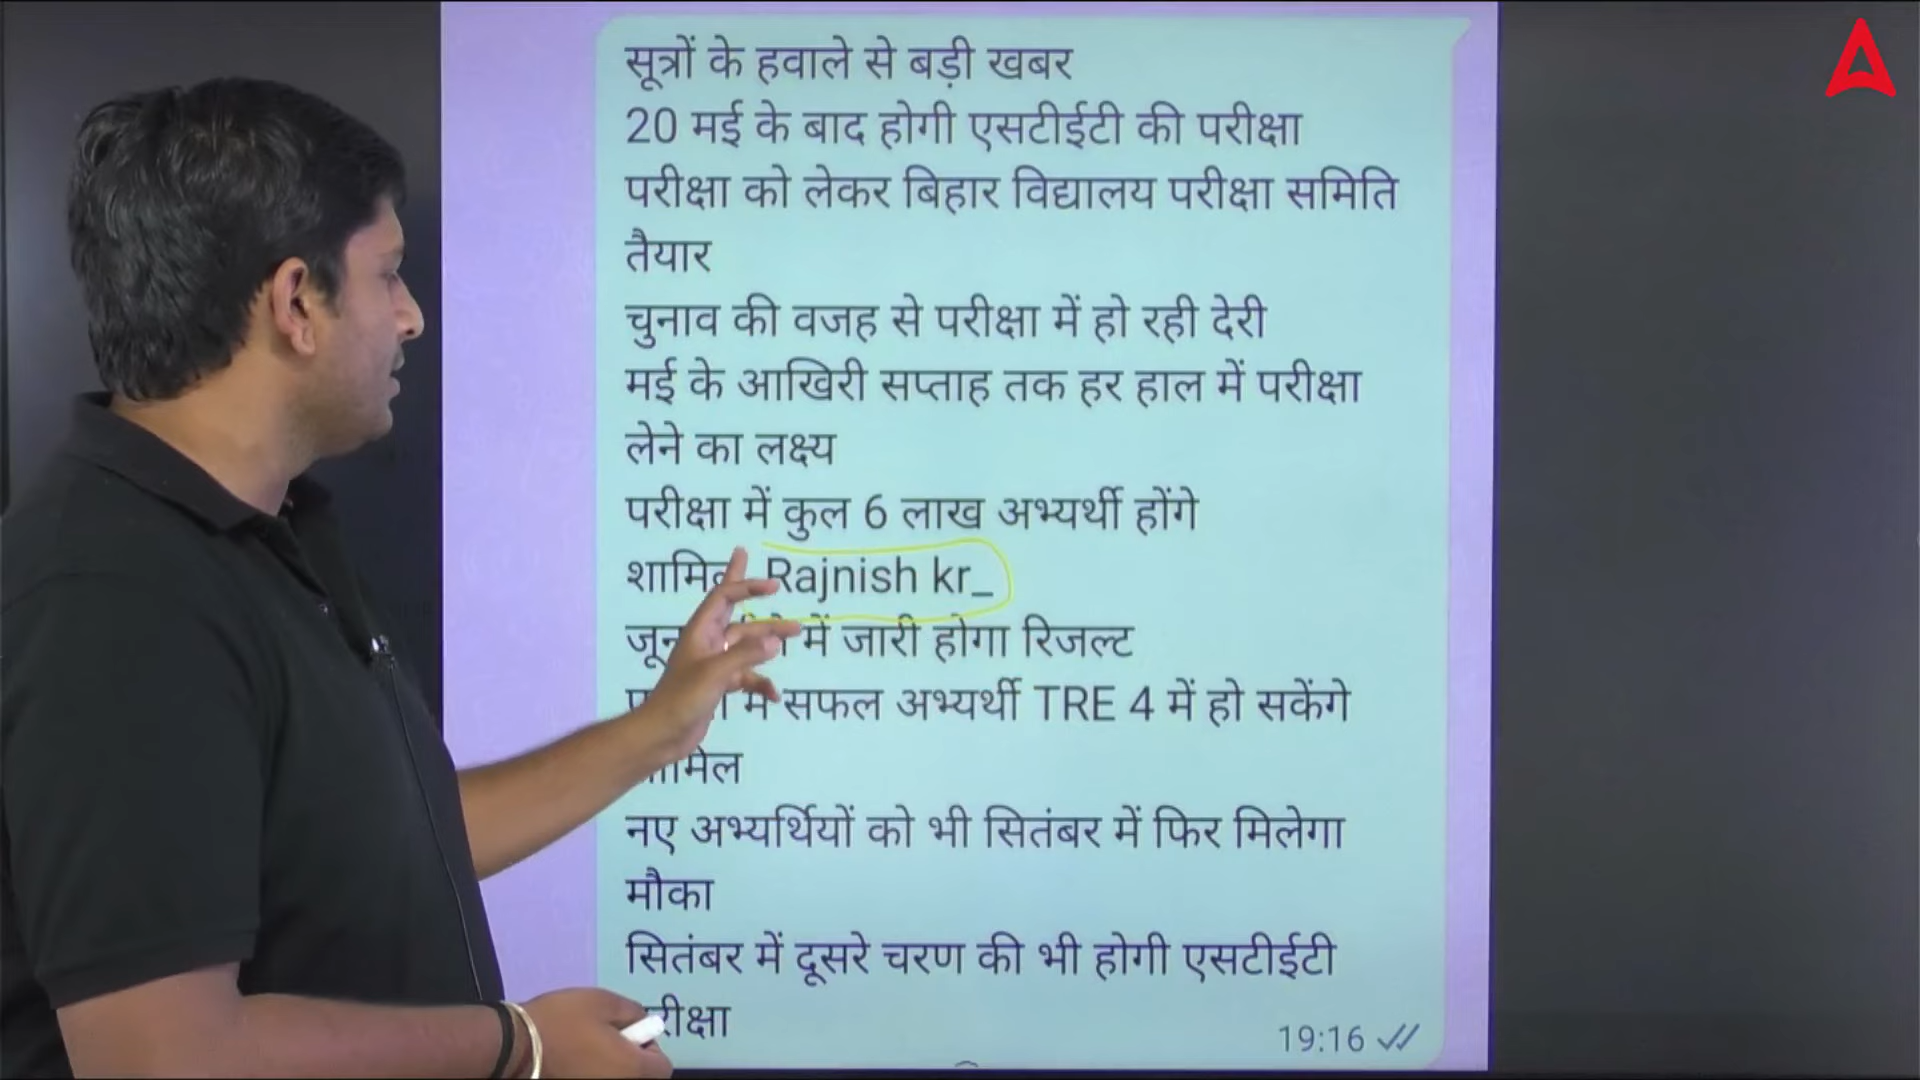 सूत्रों के हवाले से बड़ी खबर
20 मई के बाद होगी एसटीईटी की परीक्षा
परीक्षा को लेकर बिहार विद्यालय परीक्षा समिति
तैयार
चुनाव की वजह से परीक्षा में हो रही देरी
मई के आखिरी सप्ताह तक हर हाल में परीक्षा
लेने का लक्ष्य
परीक्षा में कुल 6 लाख अभ्यर्थी होंगे
Rajnish kr_
में जारी होगा रिजल्ट
में सफल अभ्यर्थी TRE 4 में हो सकेंगे
नए अभ्यर्थियों को भी सितंबर में फिर मिलेगा
मौका
सितंबर में दूसरे चरण की भी होगी एसटीईटी
19:16